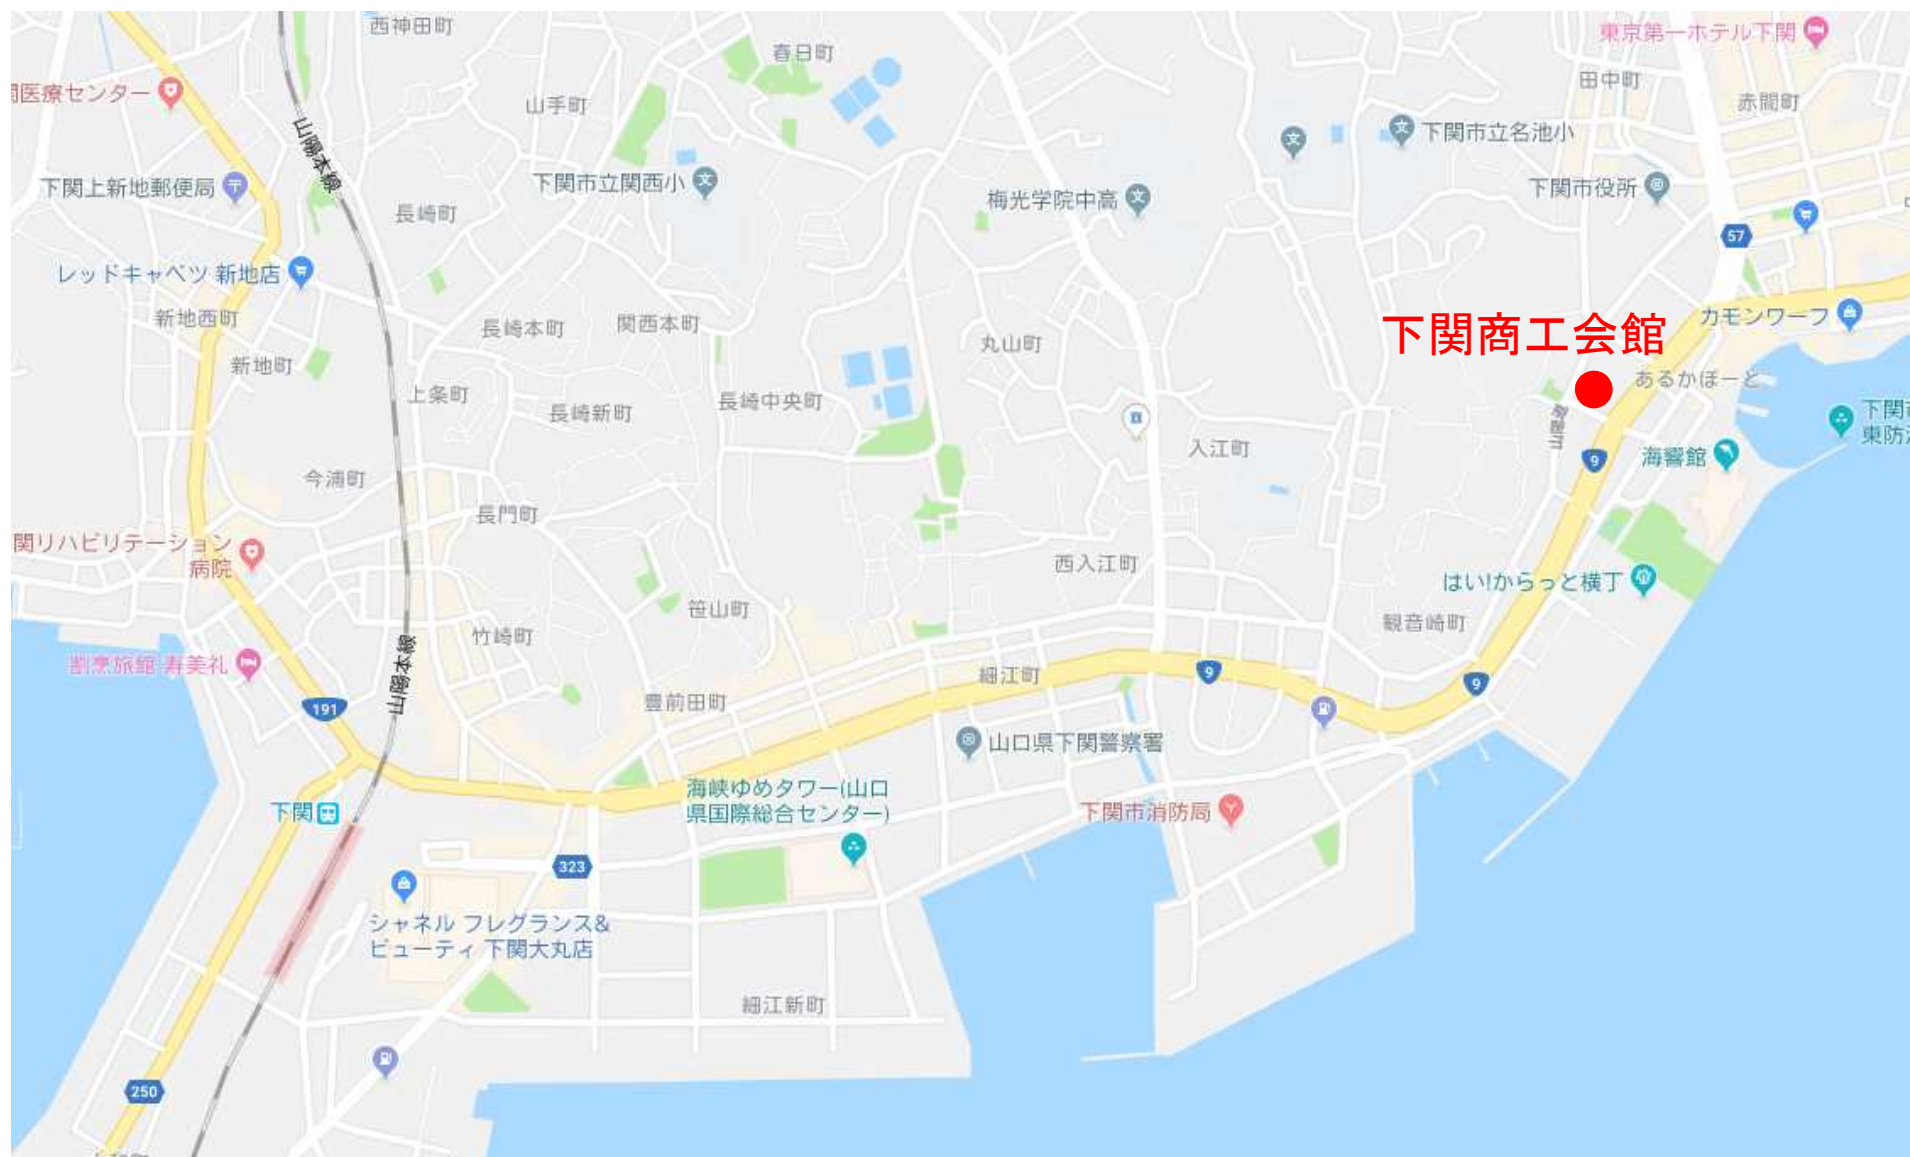 西神田町
春日町
東京第一ホテル下関
田中町
関医療センター
山手町
赤間町
山陽本線
下関市立名池小
下関上新地郵便局
下関市立関西小
梅光学院中高
下関市役所
長崎町
57
レッドキャベツ 新地店
新地西町
長崎本町
関西本町
丸山町
下関商工会館
カモンワーフ
新地町
上条町
長崎新町
長崎中央町
あるかぽーと
下関市
東防波
入江町
9
海響館
今浦町
長門町
関リハビリテーション
病院
西入江町
はい!からっと横丁
笹山町
観音崎町
竹崎町
割烹旅館 寿美礼
山陽本線
細江町
9
9
191
豊前田町
山口県下関警察署
海峡ゆめタワー(山口
県国際総合センター)
下関
下関市消防局
323
シャネル フレグランス&
ビューティ 下関大丸店
細江新町
250